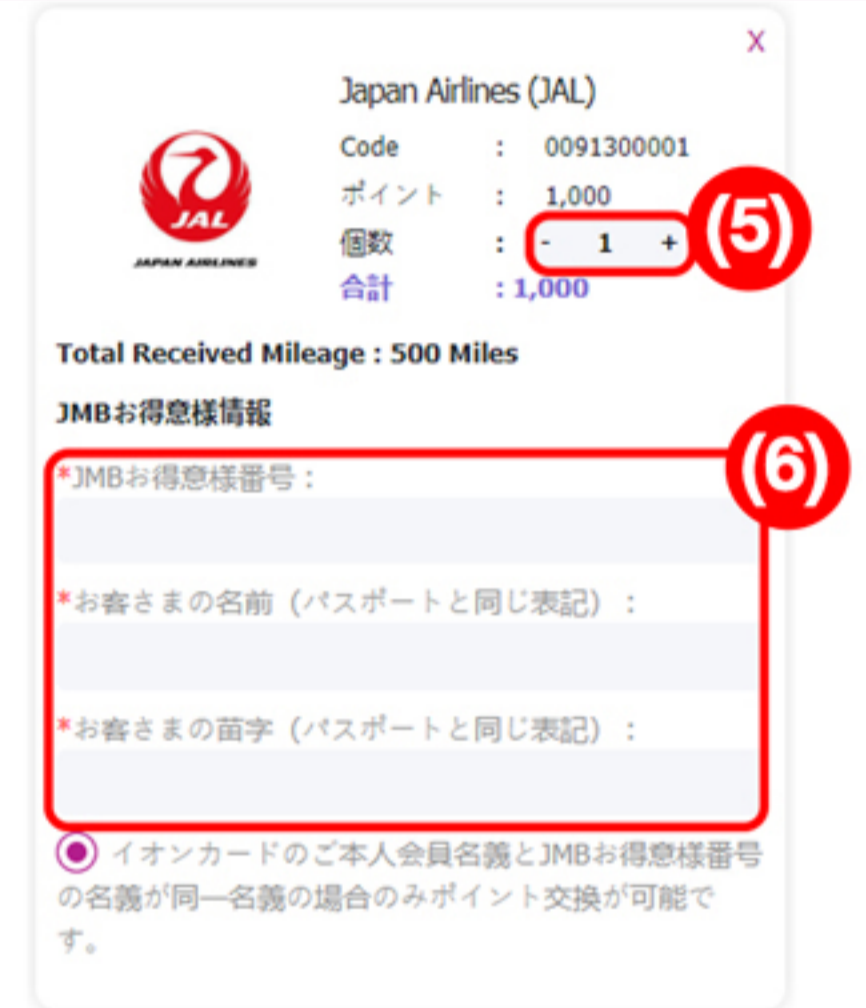 X
Japan Airlines (JAL)
Code : 0091300001
ポイント : 1,000
個数 : - 1 +
(5)
合計 : 1,000
JAL
JAPAN AIRLINES
Total Received Mileage : 500 Miles
JMBお得意様情報
(6)
*JMBお得意様番号 :
*お客さまの名前（パスポートと同じ表記）:
*お客さまの苗字（パスポートと同じ表記）:
イオンカードのご本人会員名義とJMBお得意様番号
の名義が同一名義の場合のみポイント交換が可能で
す。